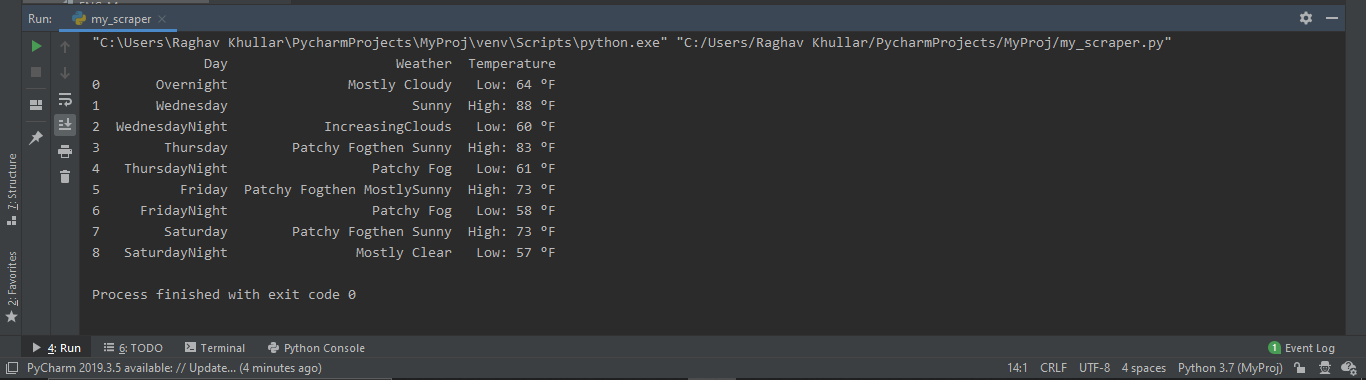 Run: my_scraper ×
"C:\Users\Raghav Khullar\PycharmProjects\MyProj\venv\Scripts\python.exe" "C:/Users/Raghav Khullar/PycharmProjects/MyProj/my_scraper.py"
Day Weather Temperature
0 Overnight Mostly Cloudy Low: 64 °F
1 Wednesday Sunny High: 88 °F
2 WednesdayNight IncreasingClouds Low: 60 °F
3 Thursday Patchy Fogthen Sunny High: 83 °F
4 ThursdayNight Patchy Fog Low: 61 °F
5 Friday Patchy Fogthen MostlySunny High: 73 °F
6 FridayNight Patchy Fog Low: 58 °F
7 Saturday Patchy Fogthen Sunny High: 73 °F
8 SaturdayNight Mostly Clear Low: 57 °F
Process finished with exit code 0
7: Structure
2: Favorites
4: Run 6: TODO Terminal Python Console 1 Event Log
PyCharm 2019.3.5 available: // Update... (4 minutes ago) 14:1 CRLF UTF-8 4 spaces Python 3.7 (MyProj)